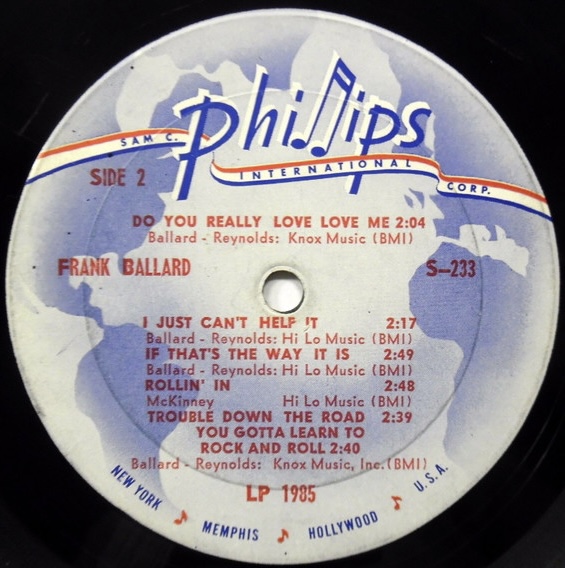 Phillips
SAM C.
INTERNATIONAL
CORP.
SIDE 2
DO YOU REALLY LOVE LOVE ME 2:04
Ballard - Reynolds: Knox Music (BMI)
FRANK BALLARD
S-233
I JUST CAN'T HELP IT 2:17
Ballard - Reynolds: Hi Lo Music (BMI)
IF THAT'S THE WAY IT IS 2:49
Ballard - Reynolds: Hi Lo Music (BMI)
ROLLIN' IN 2:48
McKinney Hi Lo Music (BMI)
TROUBLE DOWN THE ROAD 2:39
YOU GOTTA LEARN TO
ROCK AND ROLL 2:40
Ballard - Reynolds: Knox Music, Inc. (BMI)
LP 1985
NEW YORK ♪ MEMPHIS ♪ HOLLYWOOD ♪ U.S.A.